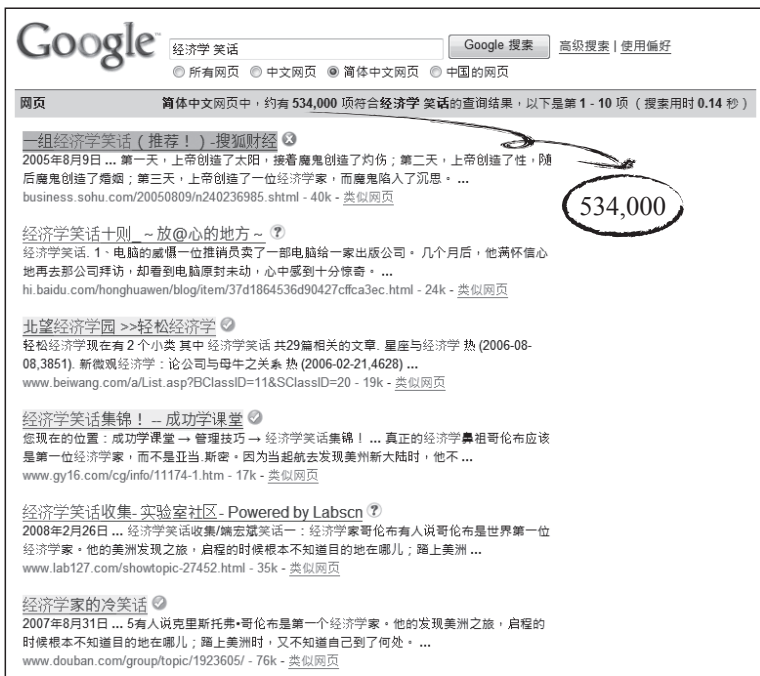 Google
经济学 笑话
Google 搜索
高级搜索 | 使用偏好
所有网页 中文网页 简体中文网页 中国的网页
网页 简体中文网页中，约有 534,000 项符合经济学 笑话的查询结果，以下是第 1 - 10 项（搜索用时 0.14 秒）
一组经济学笑话（推荐！）-搜狐财经
2005年8月9日 ... 第一天，上帝创造了太阳，接着魔鬼创造了灼伤；第二天，上帝创造了性，随
后魔鬼创造了婚姻；第三天，上帝创造了一位经济学家，而魔鬼陷入了沉思。 ...
business.sohu.com/20050809/n240236985.shtml - 40k - 类似网页
534,000
经济学笑话十则_ ~ 放@心的地方 ~
经济学笑话. 1、电脑的威慑一位推销员卖了一部电脑给一家出版公司。 几个月后，他满怀信心
地再去那公司拜访，却看到电脑原封未动，心中感到十分惊奇。 ...
hi.baidu.com/honghuawen/blog/item/37d1864536d90427cffca3ec.html - 24k - 类似网页
北望经济学园 >>轻松经济学
轻松经济学现在有 2 个小类 其中 经济学笑话 共29篇相关的文章. 星座与经济学 热 (2006-08-
08,3851). 新微观经济学：论公司与母牛之关系 热 (2006-02-21,4628) ...
www.beiwang.com/a/List.asp?BClassID=11&SClassID=20 - 19k - 类似网页
经济学笑话集锦！ -- 成功学课堂
您现在的位置：成功学课堂 → 管理技巧 → 经济学笑话集锦！ ... 真正的经济学鼻祖哥伦布应该
是第一位经济学家，而不是亚当.斯密。因为当起航去发现美州新大陆时，他不 ...
www.gy16.com/cg/info/11174-1.htm - 17k - 类似网页
经济学笑话收集- 实验室社区 - Powered by Labscn
2008年2月26日 ... 经济学笑话收集/端宏斌笑话一：经济学家哥伦布有人说哥伦布是世界第一位
经济学家。他的美洲发现之旅，启程的时候根本不知道目的地在哪儿；踏上美洲 ...
www.lab127.com/showtopic-27452.html - 35k - 类似网页
经济学家的冷笑话
2007年8月31日 ... 5有人说克里斯托弗•哥伦布是第一个经济学家。他的发现美洲之旅，启程的
时候根本不知道目的地在哪儿；踏上美洲时，又不知道自己到了何处。 ...
www.douban.com/group/topic/1923605/ - 76k - 类似网页